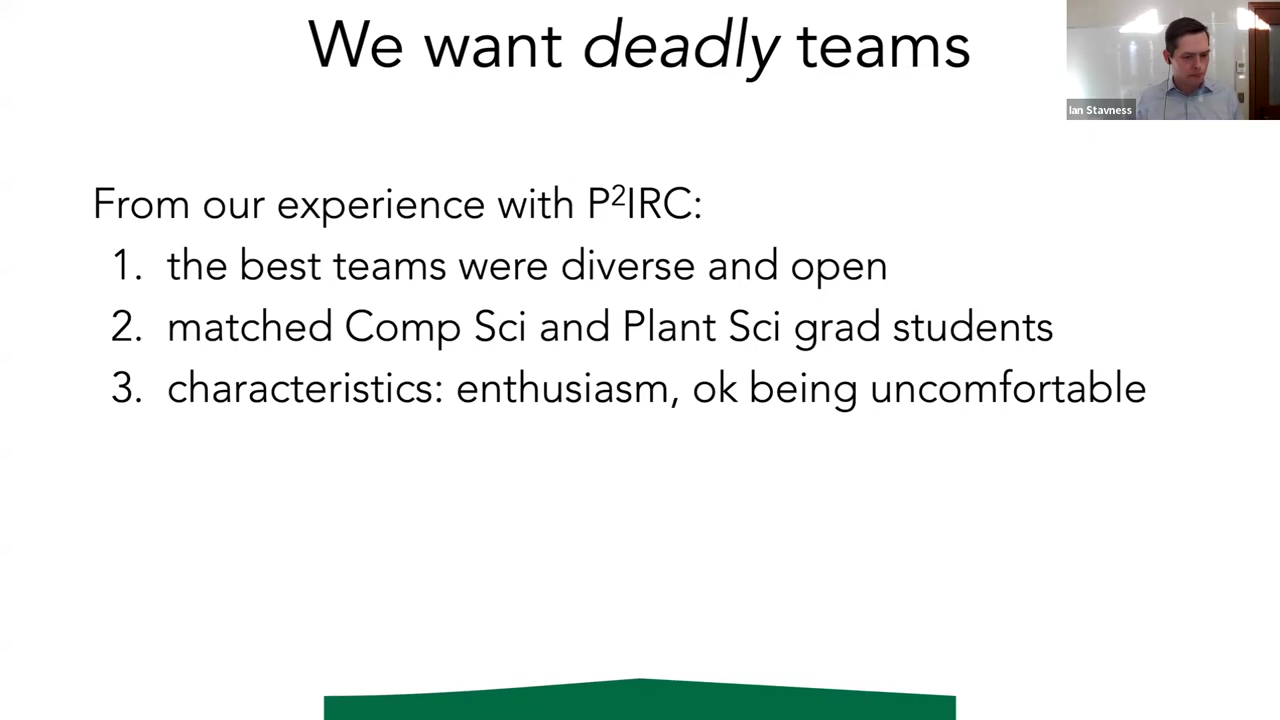 We want deadly teams
Ian Stavness
From our experience with P²IRC:
1. the best teams were diverse and open
2. matched Comp Sci and Plant Sci grad students
3. characteristics: enthusiasm, ok being uncomfortable